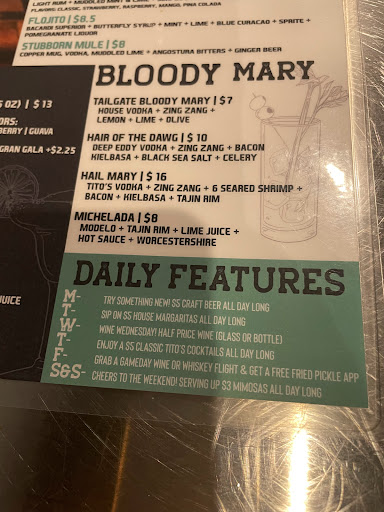 LIGHT RUM + MUDDLED MINT & LIME
FLAVORS: CLASSIC, STRAWBERRY, RASPBERRY, MANGO, PINA COLADA
FLOJITO | $8.5
BACARDI SUPERIOR + BUTTERFLY SYRUP + MINT + LIME + BLUE CURACAO + SPRITE +
POMEGRANATE LIQUOR
STUBBORN MULE | $8
COPPER MUG, VODKA, MUDDLED LIME + ANGOSTURA BITTERS + GINGER BEER
BLOODY MARY
TAILGATE BLOODY MARY | $7
HOUSE VODKA + ZING ZANG +
LEMON + LIME + OLIVE
HAIR OF THE DAWG | $ 10
DEEP EDDY VODKA + ZING ZANG + BACON
KIELBASA + BLACK SEA SALT + CELERY
HAIL MARY | $ 16
TITO'S VODKA + ZING ZANG + 6 SEARED SHRIMP +
BACON + KIELBASA + TAJIN RIM
MICHELADA | $8
MODELO + TAJIN RIM + LIME JUICE +
HOT SAUCE + WORCESTERSHIRE
OZ) | $ 13
ORS:
BERRY | GUAVA
GRAN GALA +$2.25
JUICE
DAILY FEATURES
M- TRY SOMETHING NEW! $5 CRAFT BEER ALL DAY LONG
T- SIP ON $5 HOUSE MARGARITAS ALL DAY LONG
W- WINE WEDNESDAY! HALF PRICE WINE (GLASS OR BOTTLE)
T- ENJOY A $5 CLASSIC TITO'S COCKTAILS ALL DAY LONG
F- GRAB A GAMEDAY WINE OR WHISKEY FLIGHT & GET A FREE FRIED PICKLE APP
S&S- CHEERS TO THE WEEKEND! SERVING UP $3 MIMOSAS ALL DAY LONG